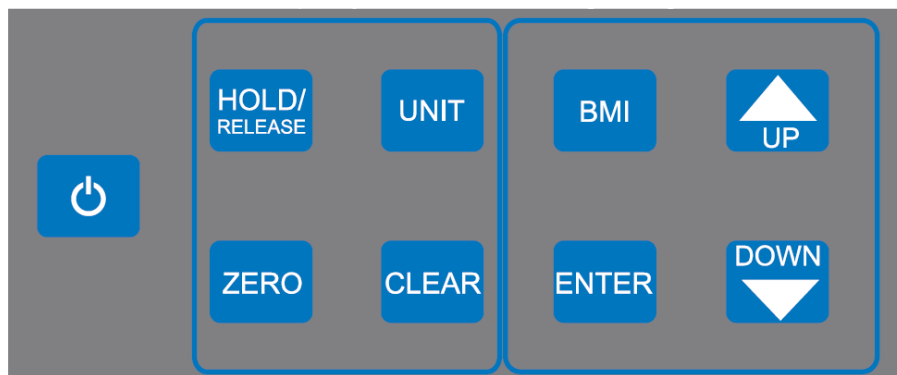 HOLD/
RELEASE
UNIT
BMI
UP
ZERO
CLEAR
ENTER
DOWN